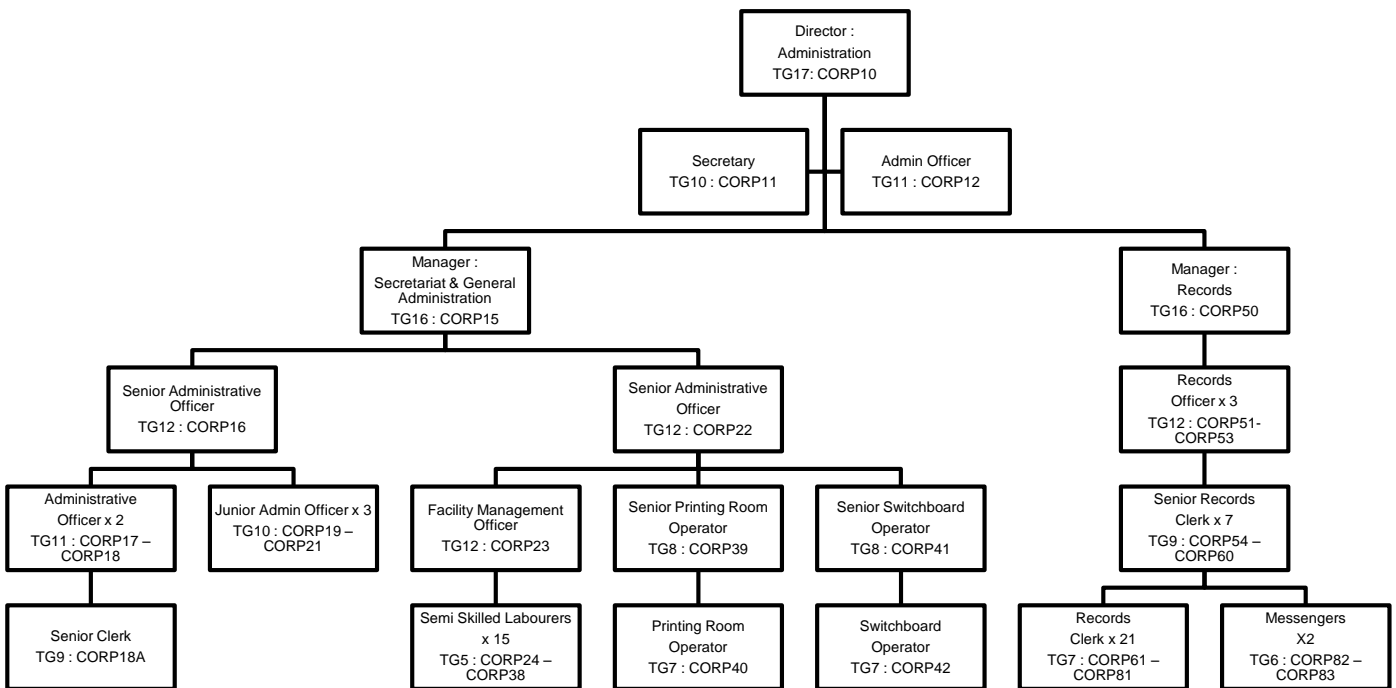 Director :
Administration
TG17: CORP10
Secretary
TG10 : CORP11
Admin Officer
TG11 : CORP12
Manager :
Secretariat & General
Administration
TG16 : CORP15
Manager :
Records
TG16 : CORP50
Senior Administrative
Officer
TG12 : CORP16
Senior Administrative
Officer
TG12 : CORP22
Records
Officer x 3
TG12 : CORP51-
CORP53
Administrative
Officer x 2
TG11 : CORP17 –
CORP18
Junior Admin Officer x 3
TG10 : CORP19 –
CORP21
Facility Management
Officer
TG12 : CORP23
Senior Printing Room
Operator
TG8 : CORP39
Senior Switchboard
Operator
TG8 : CORP41
Senior Records
Clerk x 7
TG9 : CORP54 –
CORP60
Senior Clerk
TG9 : CORP18A
Semi Skilled Labourers
x 15
TG5 : CORP24 –
CORP38
Printing Room
Operator
TG7 : CORP40
Switchboard
Operator
TG7 : CORP42
Records
Clerk x 21
TG7 : CORP61 –
CORP81
Messengers
X2
TG6 : CORP82 –
CORP83